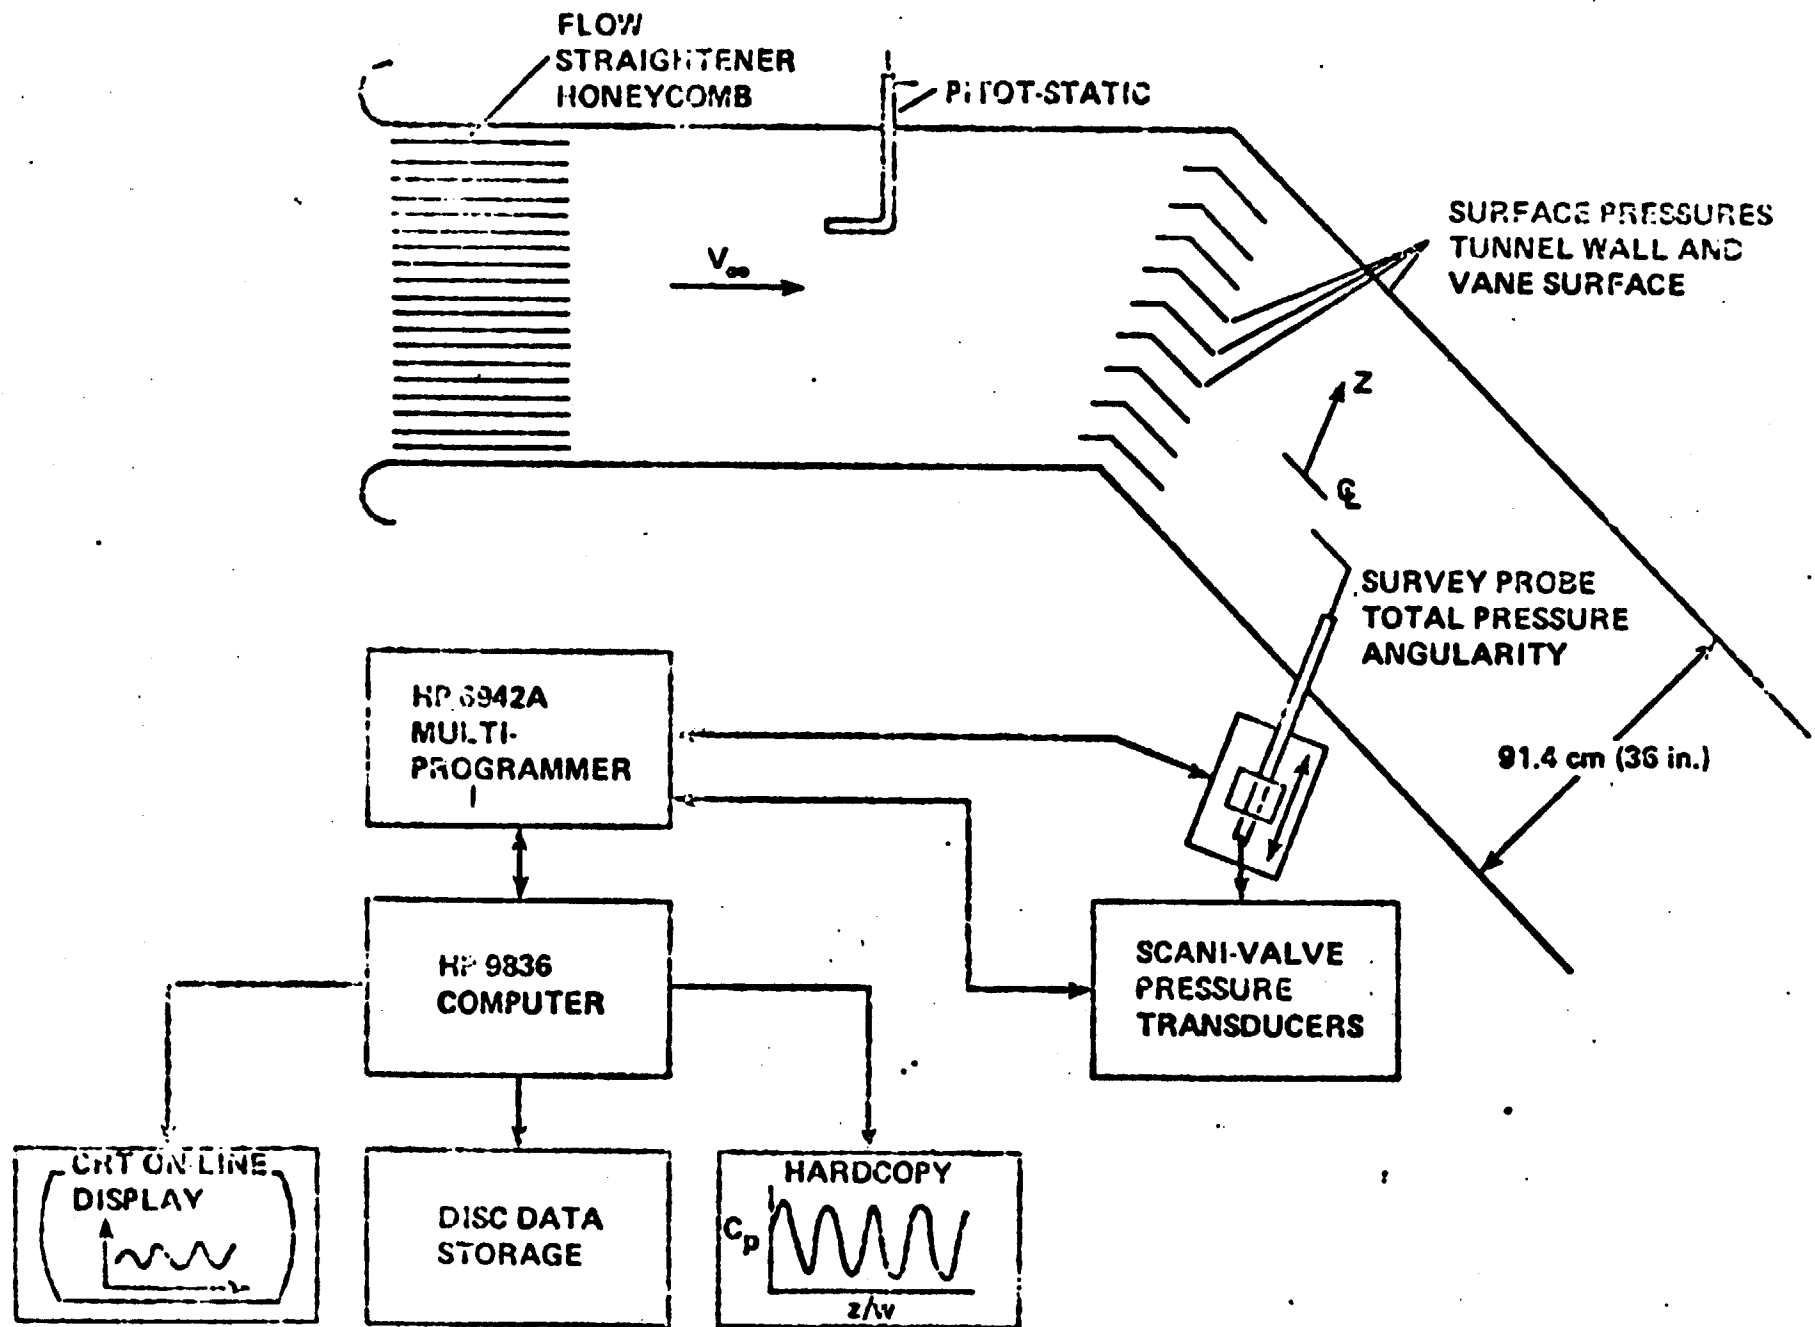 FLOW
STRAIGHTENER
HONEYCOMB
PITOT-STATIC
SURFACE PRESSURES
TUNNEL WALL AND
VANE SURFACE
V∞
Z
℄
SURVEY PROBE
TOTAL PRESSURE
ANGULARITY
91.4 cm (36 in.)
HP 6942A
MULTI-
PROGRAMMER
HP 9836
COMPUTER
SCANI-VALVE
PRESSURE
TRANSDUCERS
CRT ON-LINE
DISPLAY
DISC DATA
STORAGE
HARDCOPY
Cp
z/w